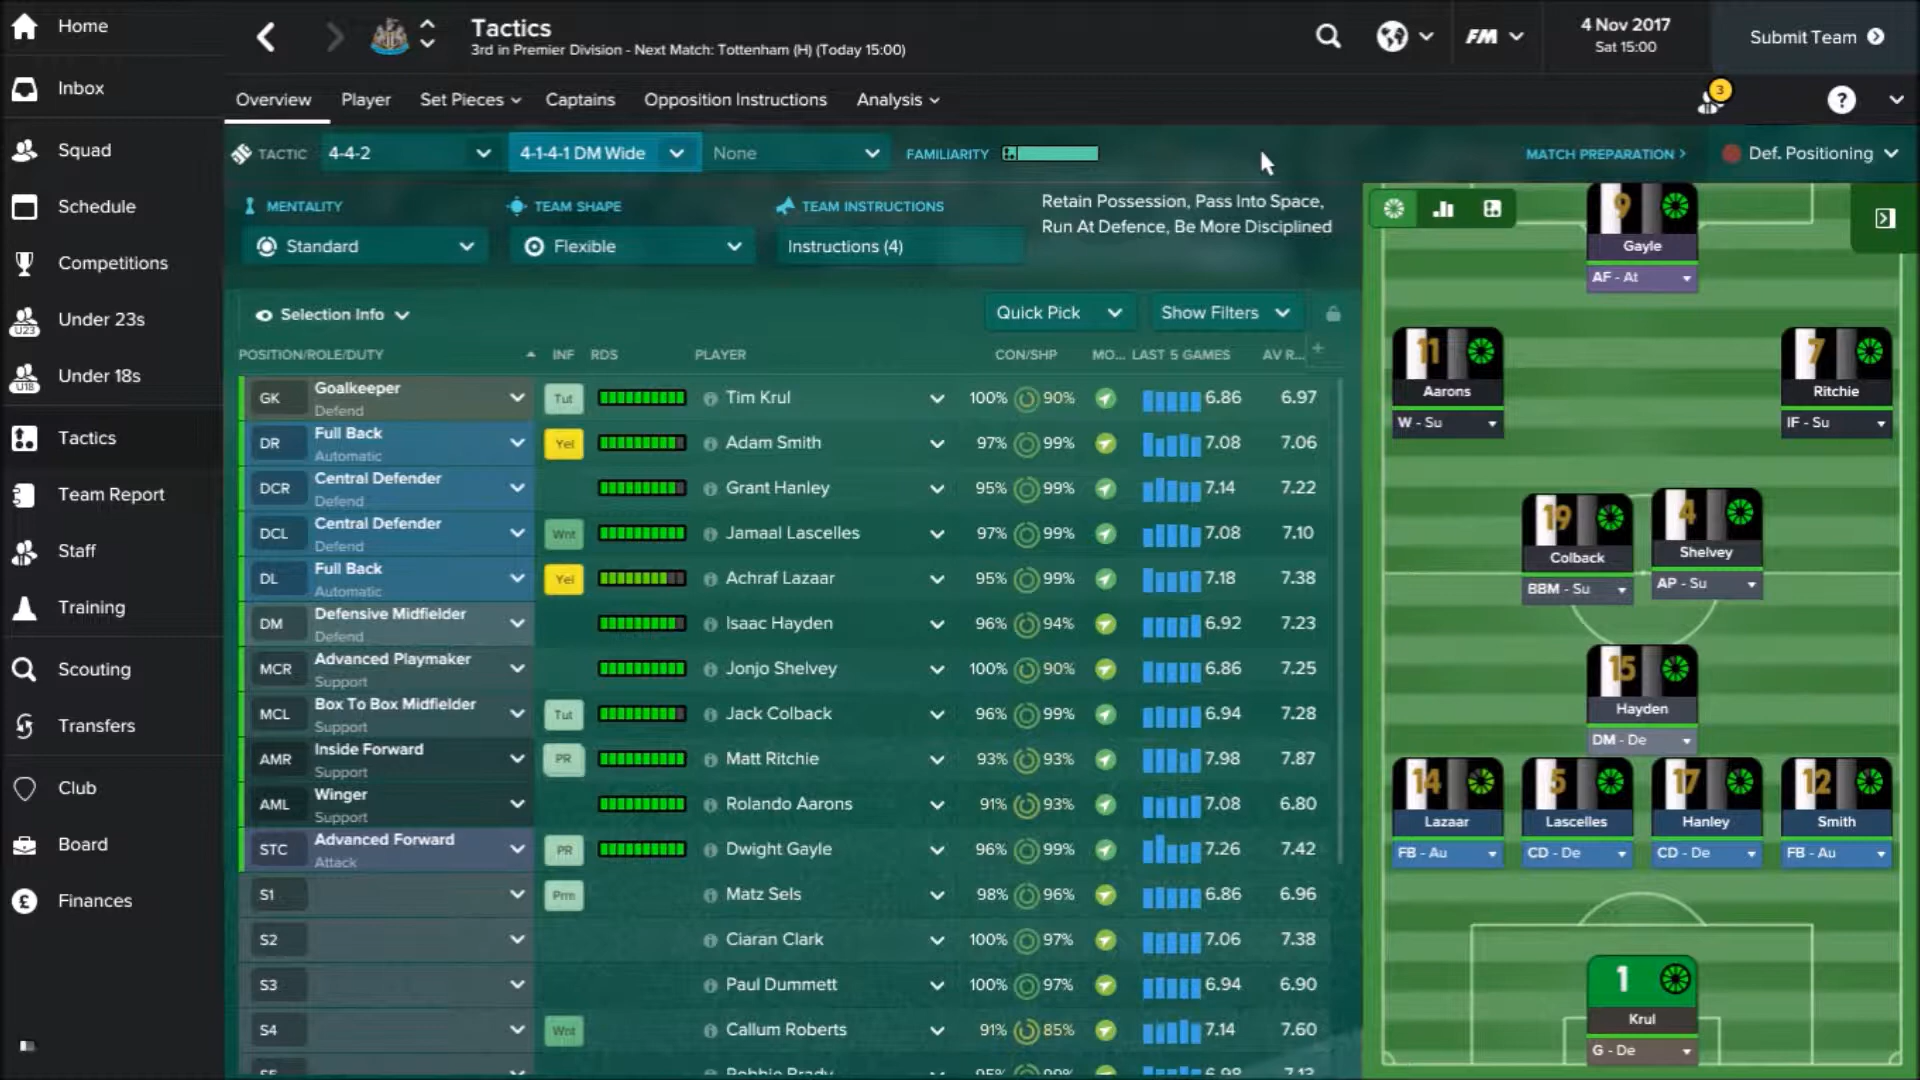 Home
Inbox
Squad
Schedule
Competitions
Under 23s
U23
Under 18s
U18
Tactics
Team Report
Staff
Training
Scouting
Transfers
Club
Board
Finances
Tactics
3rd in Premier Division - Next Match: Tottenham (H) (Today 15:00)
FM
4 Nov 2017
Sat 15:00
Submit Team
Overview Player Set Pieces Captains Opposition Instructions Analysis
3
?
TACTIC 4-4-2 4-1-4-1 DM Wide None FAMILIARITY
MATCH PREPARATION > Def. Positioning
MENTALITY TEAM SHAPE TEAM INSTRUCTIONS
Standard Flexible Instructions (4)
Retain Possession, Pass Into Space,
Run At Defence, Be More Disciplined
Selection Info Quick Pick Show Filters
POSITION/ROLE/DUTY INF RDS PLAYER CON/SHP MO... LAST 5 GAMES AV R... +
GK Goalkeeper Defend Tut Tim Krul 100% 90% 6.86 6.97
DR Full Back Automatic Yel Adam Smith 97% 99% 7.08 7.06
DCR Central Defender Defend Grant Hanley 95% 99% 7.14 7.22
DCL Central Defender Defend Wnt Jamaal Lascelles 97% 99% 7.08 7.10
DL Full Back Automatic Yel Achraf Lazaar 95% 99% 7.18 7.38
DM Defensive Midfielder Defend Isaac Hayden 96% 94% 6.92 7.23
MCR Advanced Playmaker Support Jonjo Shelvey 100% 90% 6.86 7.25
MCL Box To Box Midfielder Support Tut Jack Colback 96% 99% 6.94 7.28
AMR Inside Forward Support PR Matt Ritchie 93% 93% 7.98 7.87
AML Winger Support Rolando Aarons 91% 93% 7.08 6.80
STC Advanced Forward Attack PR Dwight Gayle 96% 99% 7.26 7.42
S1 Prm Matz Sels 98% 96% 6.86 6.96
S2 Ciaran Clark 100% 97% 7.06 7.38
S3 Paul Dummett 100% 97% 6.94 6.90
S4 Wnt Callum Roberts 91% 85% 7.14 7.60
S5 Robbie Brady 95% 99% 6.98 7.13
9
Gayle
AF - At
11
Aarons
W - Su
7
Ritchie
IF - Su
19
Colback
BBM - Su
4
Shelvey
AP - Su
15
Hayden
DM - De
14
Lazaar
FB - Au
5
Lascelles
CD - De
17
Hanley
CD - De
12
Smith
FB - Au
1
Krul
G - De